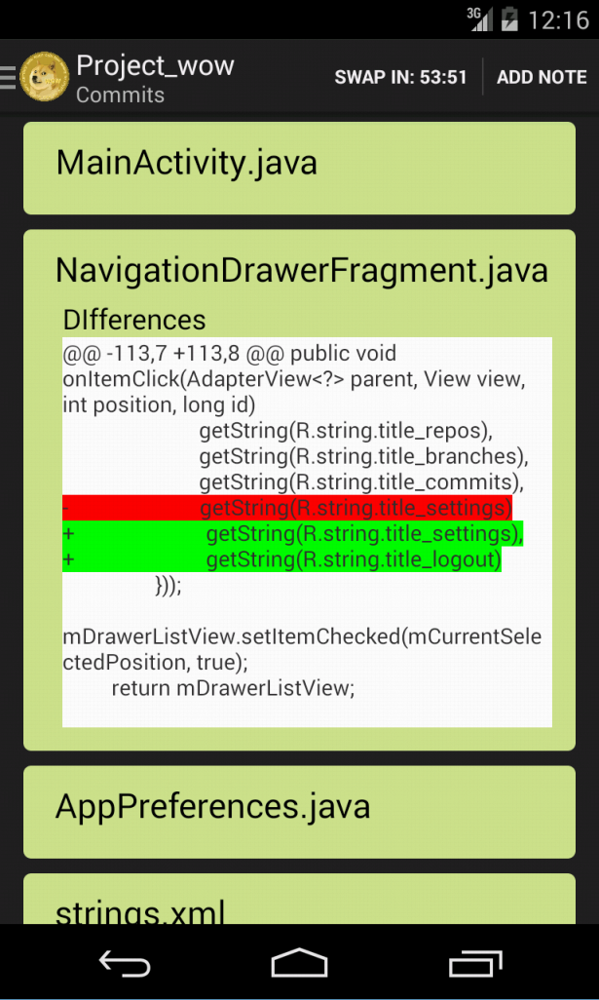 3G 12:16
Project_wow
Commits
SWAP IN: 53:51 ADD NOTE
MainActivity.java
NavigationDrawerFragment.java
DIfferences
@@ -113,7 +113,8 @@ public void
onItemClick(AdapterView<?> parent, View view,
int position, long id)
getString(R.string.title_repos),
getString(R.string.title_branches),
getString(R.string.title_commits),
- getString(R.string.title_settings)
+ getString(R.string.title_settings),
+ getString(R.string.title_logout)
}));
mDrawerListView.setItemChecked(mCurrentSele
ctedPosition, true);
return mDrawerListView;
AppPreferences.java
strings.xml